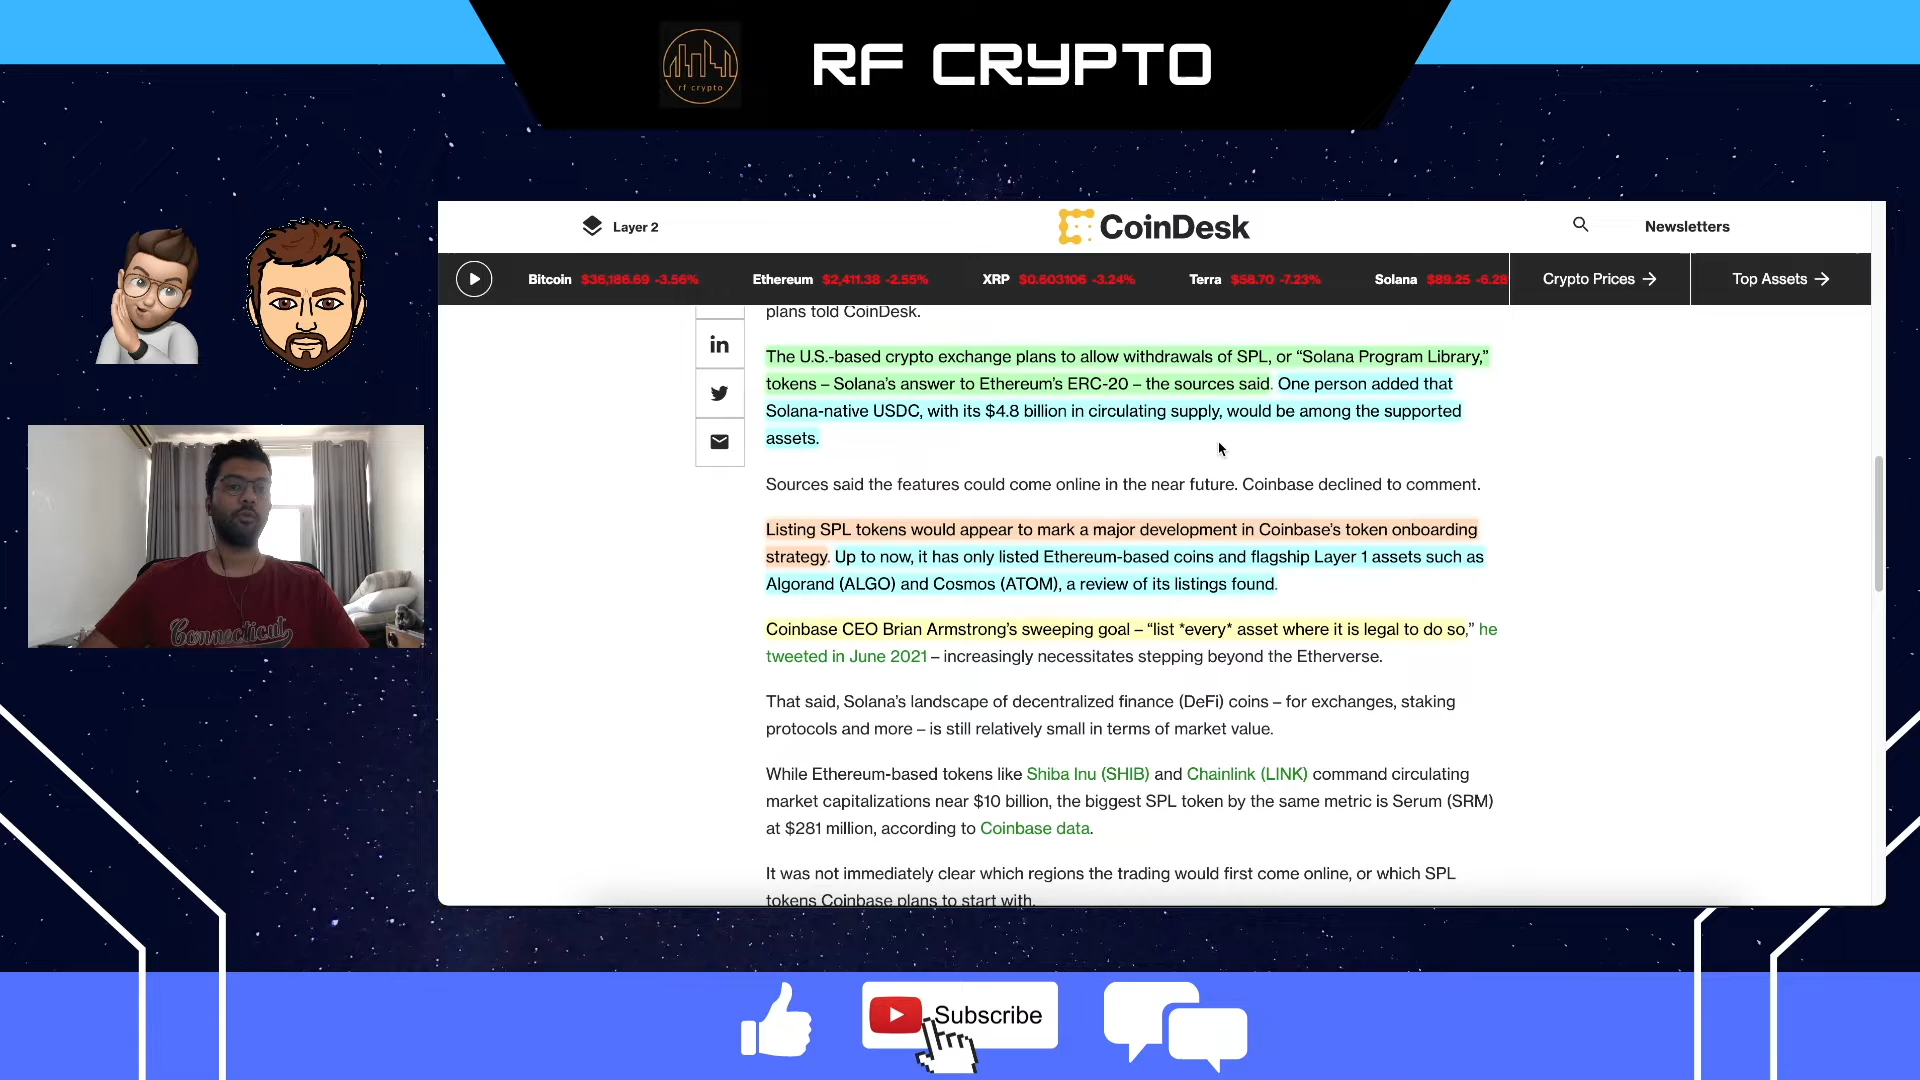 RF CRYPTO
rf crypto
Layer 2
CoinDesk
Newsletters
Bitcoin $36,186.69 -3.56%
Ethereum $2,411.38 -2.55%
XRP $0.603106 -3.24%
Terra $58.70 -7.23%
Solana $89.25 -6.28
Crypto Prices →
Top Assets →
plans told CoinDesk.
The U.S.-based crypto exchange plans to allow withdrawals of SPL, or “Solana Program Library,”
tokens – Solana’s answer to Ethereum’s ERC-20 – the sources said. One person added that
Solana-native USDC, with its $4.8 billion in circulating supply, would be among the supported
assets.
Sources said the features could come online in the near future. Coinbase declined to comment.
Listing SPL tokens would appear to mark a major development in Coinbase’s token onboarding
strategy. Up to now, it has only listed Ethereum-based coins and flagship Layer 1 assets such as
Algorand (ALGO) and Cosmos (ATOM), a review of its listings found.
Coinbase CEO Brian Armstrong’s sweeping goal – “list *every* asset where it is legal to do so,” he
tweeted in June 2021 – increasingly necessitates stepping beyond the Etherverse.
That said, Solana’s landscape of decentralized finance (DeFi) coins – for exchanges, staking
protocols and more – is still relatively small in terms of market value.
While Ethereum-based tokens like Shiba Inu (SHIB) and Chainlink (LINK) command circulating
market capitalizations near $10 billion, the biggest SPL token by the same metric is Serum (SRM)
at $281 million, according to Coinbase data.
It was not immediately clear which regions the trading would first come online, or which SPL
tokens Coinbase plans to start with.
in
Connecticut
Subscribe